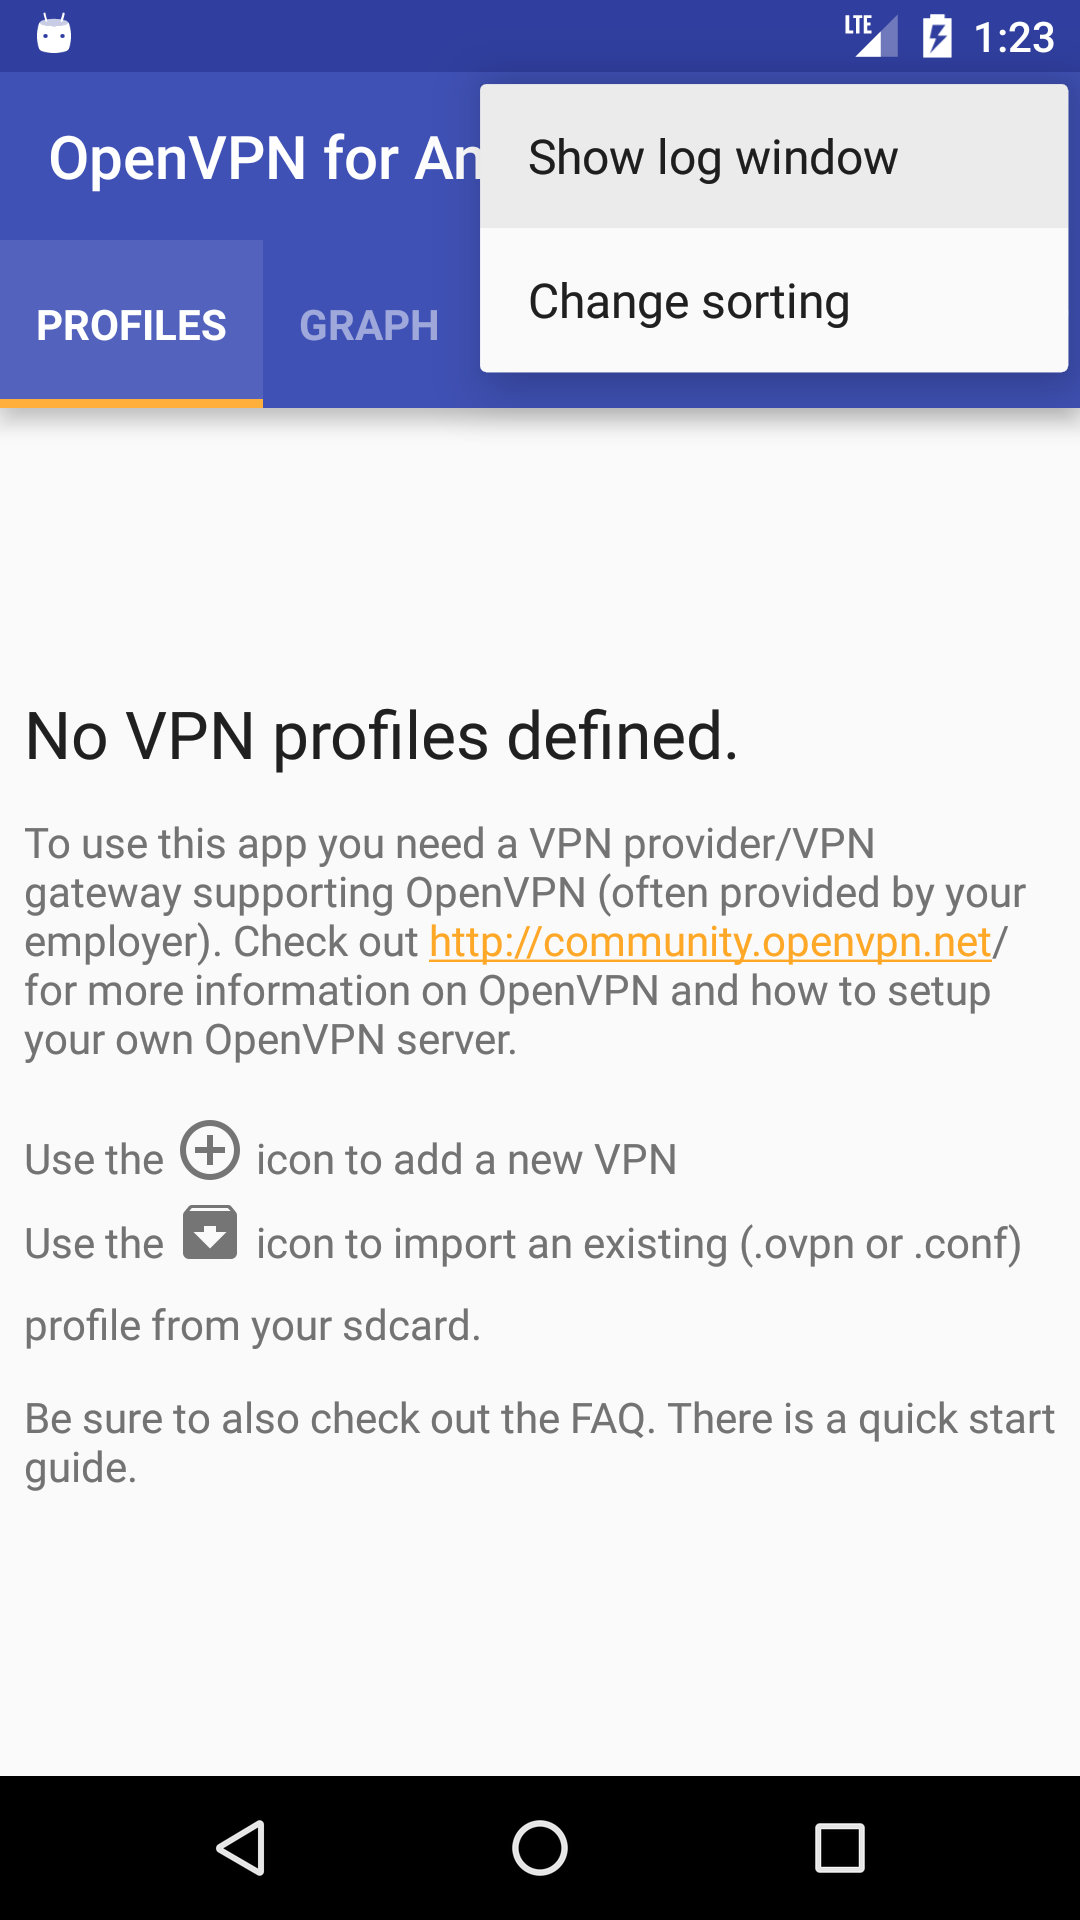 LTE 1:23
OpenVPN for An
Show log window
Change sorting
PROFILES GRAPH
No VPN profiles defined.
To use this app you need a VPN provider/VPN
gateway supporting OpenVPN (often provided by your
employer). Check out http://community.openvpn.net/
for more information on OpenVPN and how to setup
your own OpenVPN server.
Use the icon to add a new VPN
Use the icon to import an existing (.ovpn or .conf)
profile from your sdcard.
Be sure to also check out the FAQ. There is a quick start
guide.